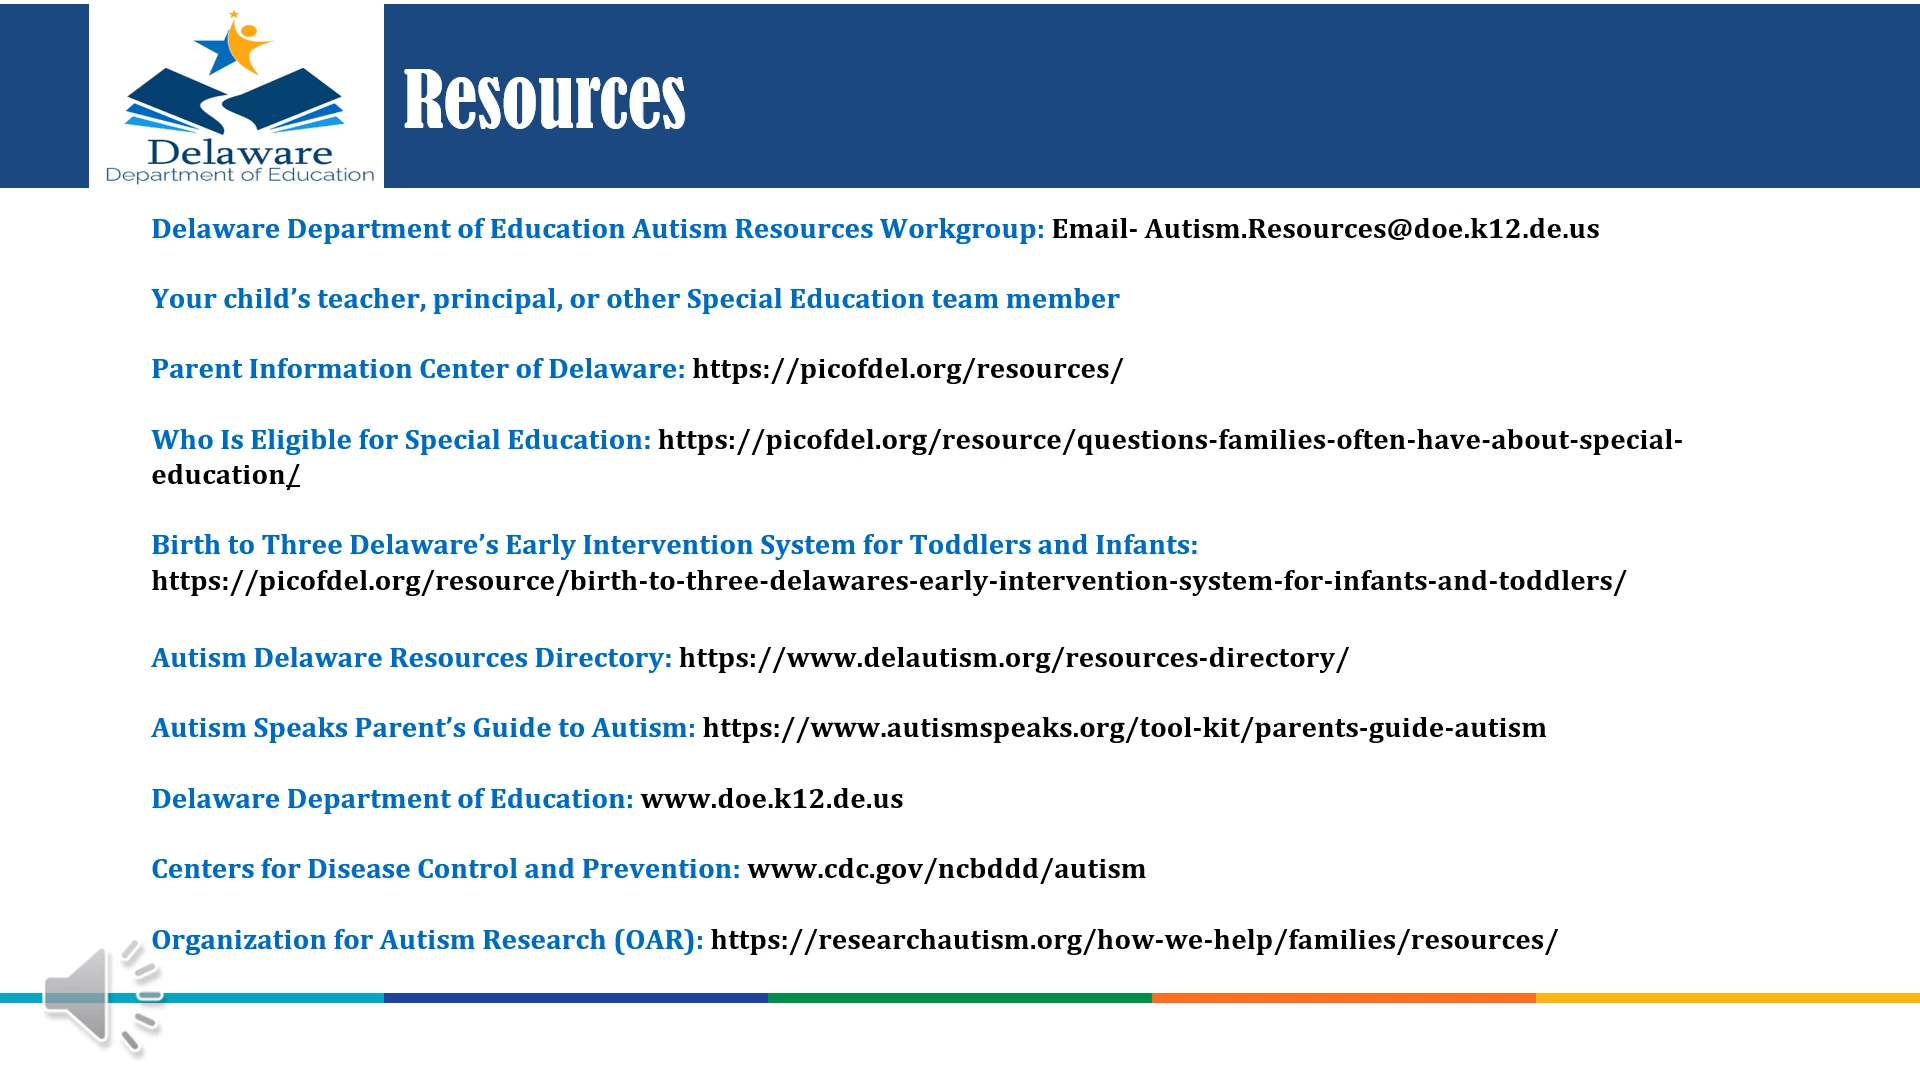 Delaware
Department of Education
Resources
Delaware Department of Education Autism Resources Workgroup: Email- Autism.Resources@doe.k12.de.us
Your child’s teacher, principal, or other Special Education team member
Parent Information Center of Delaware: https://picofdel.org/resources/
Who Is Eligible for Special Education: https://picofdel.org/resource/questions-families-often-have-about-special-
education/
Birth to Three Delaware’s Early Intervention System for Toddlers and Infants:
https://picofdel.org/resource/birth-to-three-delawares-early-intervention-system-for-infants-and-toddlers/
Autism Delaware Resources Directory: https://www.delautism.org/resources-directory/
Autism Speaks Parent’s Guide to Autism: https://www.autismspeaks.org/tool-kit/parents-guide-autism
Delaware Department of Education: www.doe.k12.de.us
Centers for Disease Control and Prevention: www.cdc.gov/ncbddd/autism
Organization for Autism Research (OAR): https://researchautism.org/how-we-help/families/resources/